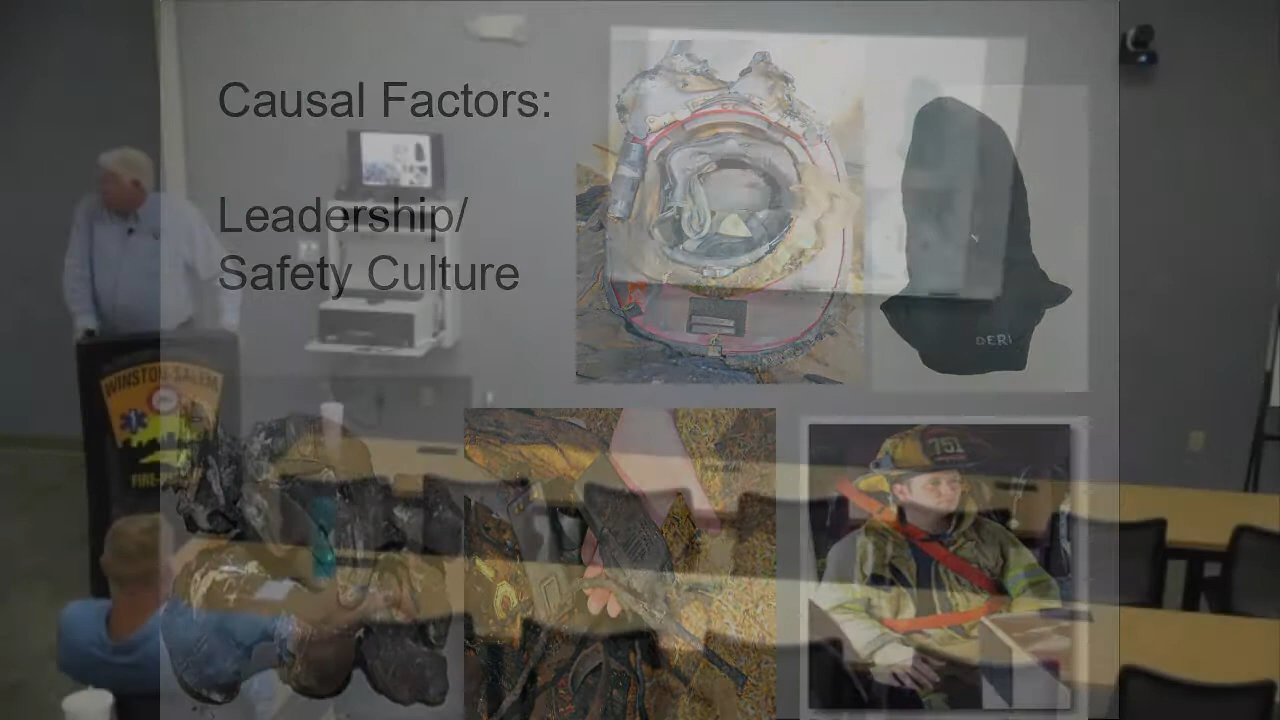 Causal Factors:
Leadership/
Safety Culture
DERI
WINSTON-SALEM
FIRE
751